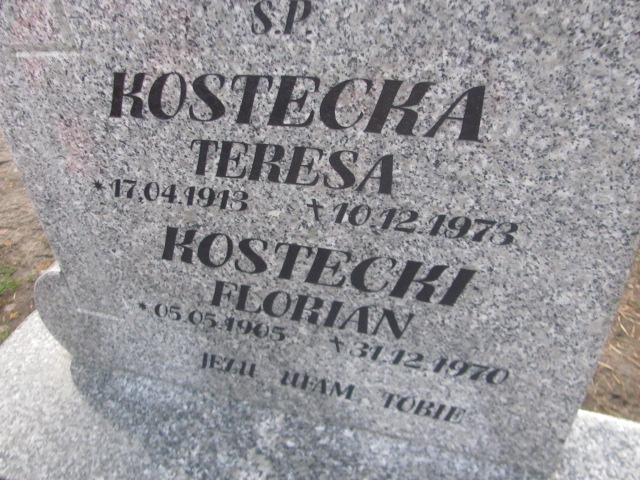 Ś.P.
KOSTECKA
TERESA
*17.04.1913 †10.12.1973
KOSTECKI
FLORIAN
*05.05.1905 †31.12.1970
JEZU UFAM TOBIE